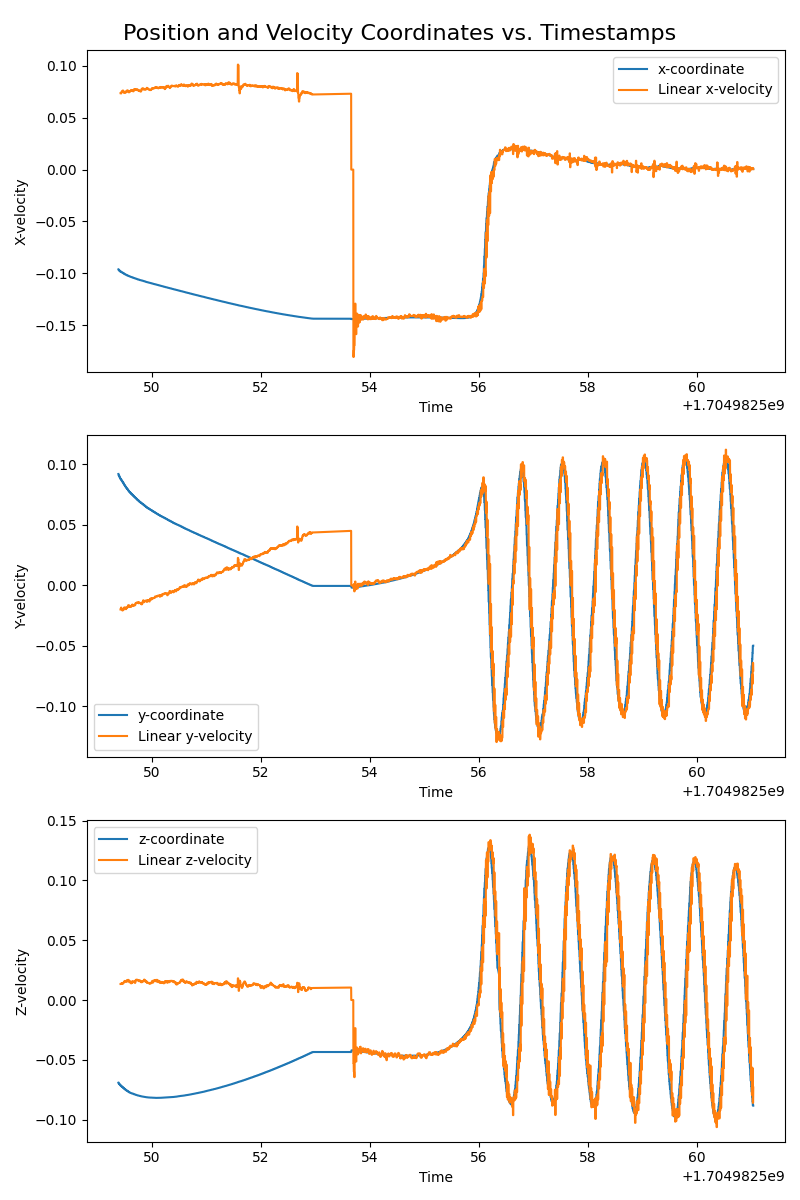 Position and Velocity Coordinates vs. Timestamps
0.10
0.05
0.00
−0.05
−0.10
−0.15
X-velocity
x-coordinate
Linear x-velocity
50 52 54 56 58 60
Time
+1.7049825e9
0.10
0.05
0.00
−0.05
−0.10
Y-velocity
y-coordinate
Linear y-velocity
50 52 54 56 58 60
Time
+1.7049825e9
0.15
0.10
0.05
0.00
−0.05
−0.10
Z-velocity
z-coordinate
Linear z-velocity
50 52 54 56 58 60
Time
+1.7049825e9